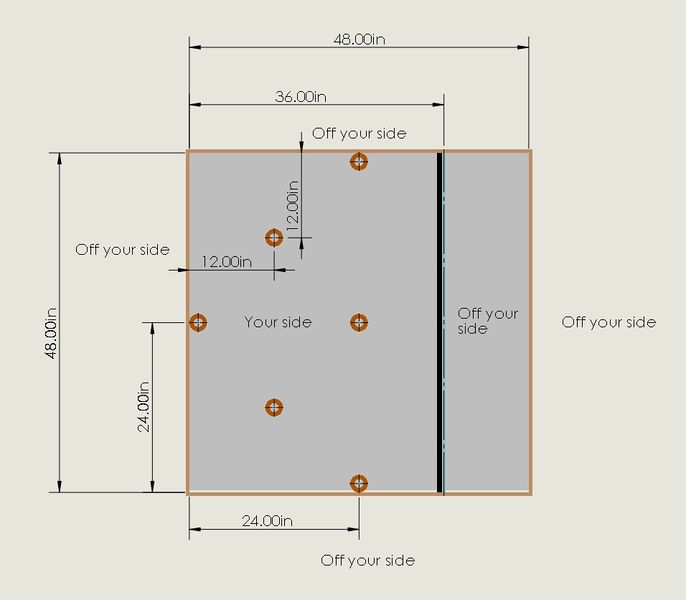 48.00in
36.00in
Off your side
12.00in
Off your side
12.00in
48.00in
Your side
Off your
side
Off your side
24.00in
24.00in
Off your side